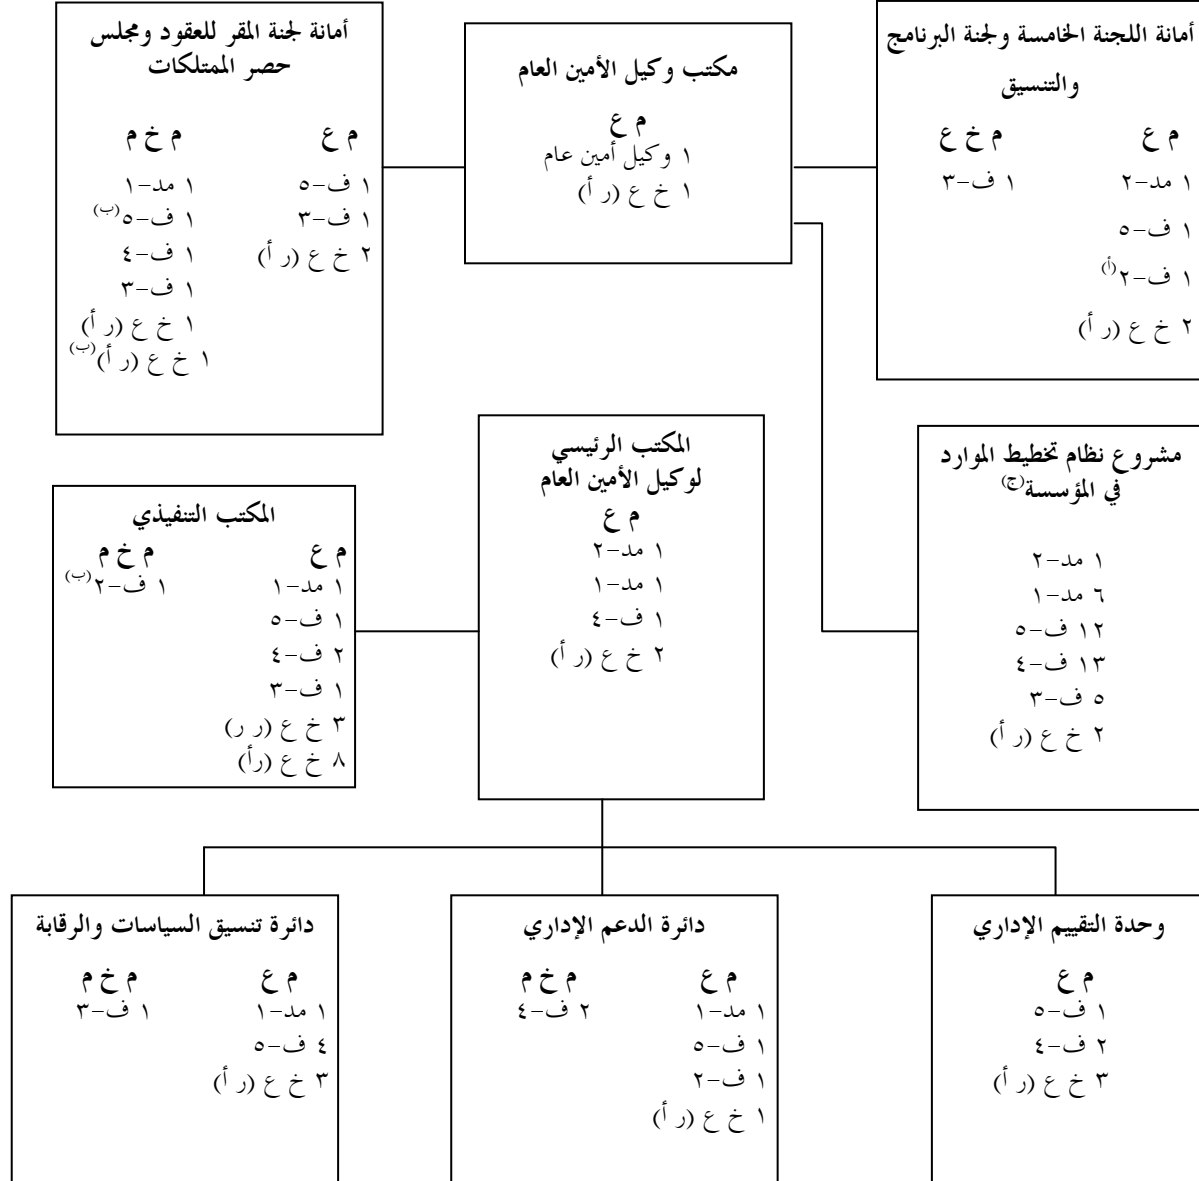 أمانة اللجنة الخامسة ولجنة البرنامج
والتنسيق
م ع م خ ع
١ مد-٢ ١ ف-٣
١ ف-٥
١ ف-٢(أ)
٢ خ ع (ر أ)
مكتب وكيل الأمين العام
م ع
١ وكيل أمين عام
١ خ ع (ر أ)
أمانة لجنة المقر للعقود ومجلس
حصر الممتلكات
م ع م خ م
١ ف-٥ ١ مد-١
١ ف-٣ ١ ف-٥(ب)
٢ خ ع (ر أ) ١ ف-٤
١ ف-٣
١ خ ع (ر أ)
١ خ ع (ر أ)(ب)
مشروع نظام تخطيط الموارد
في المؤسسة(ج)
١ مد-٢
٦ مد-١
١٢ ف-٥
١٣ ف-٤
٥ ف-٣
٢ خ ع (ر أ)
المكتب الرئيسي
لوكيل الأمين العام
م ع
١ مد-٢
١ مد-١
١ ف-٤
٢ خ ع (ر أ)
المكتب التنفيذي
م ع م خ م
١ مد-١ ١ ف-٢(ب)
١ ف-٥
٢ ف-٤
١ ف-٣
٣ خ ع (ر ر)
٨ خ ع (رأ)
وحدة التقييم الإداري
م ع
١ ف-٥
٢ ف-٤
٣ خ ع (ر أ)
دائرة الدعم الإداري
م ع م خ م
١ مد-١ ٢ ف-٤
١ ف-٥
١ ف-٢
١ خ ع (ر أ)
دائرة تنسيق السياسات والرقابة
م ع م خ م
١ مد-١ ١ ف-٣
٤ ف-٥
٣ خ ع (ر أ)